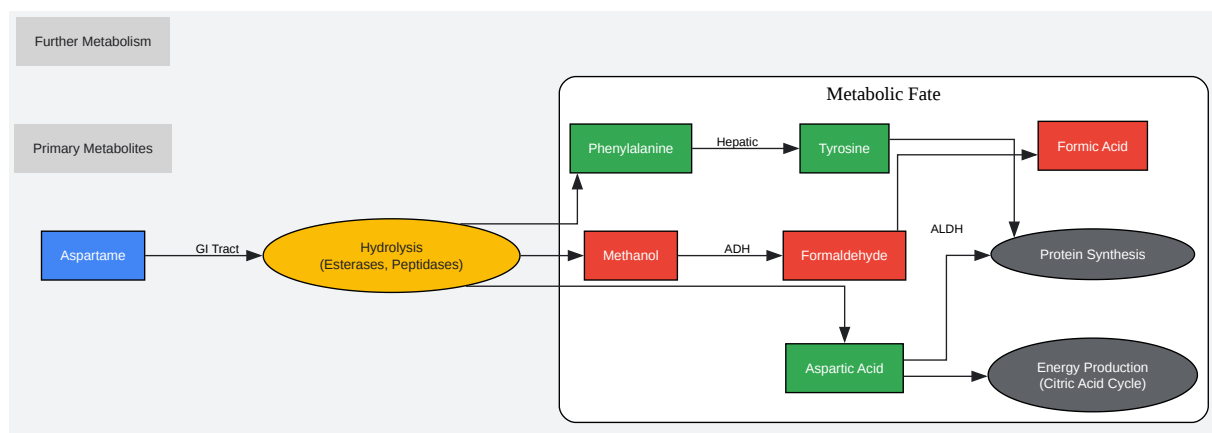 Further Metabolism
Metabolic Fate
Primary Metabolites
Phenylalanine
Hepatic
Tyrosine
Formic Acid
Aspartame
GI Tract
Hydrolysis
(Esterases, Peptidases)
Methanol
ADH
Formaldehyde
ALDH
Protein Synthesis
Aspartic Acid
Energy Production
(Citric Acid Cycle)